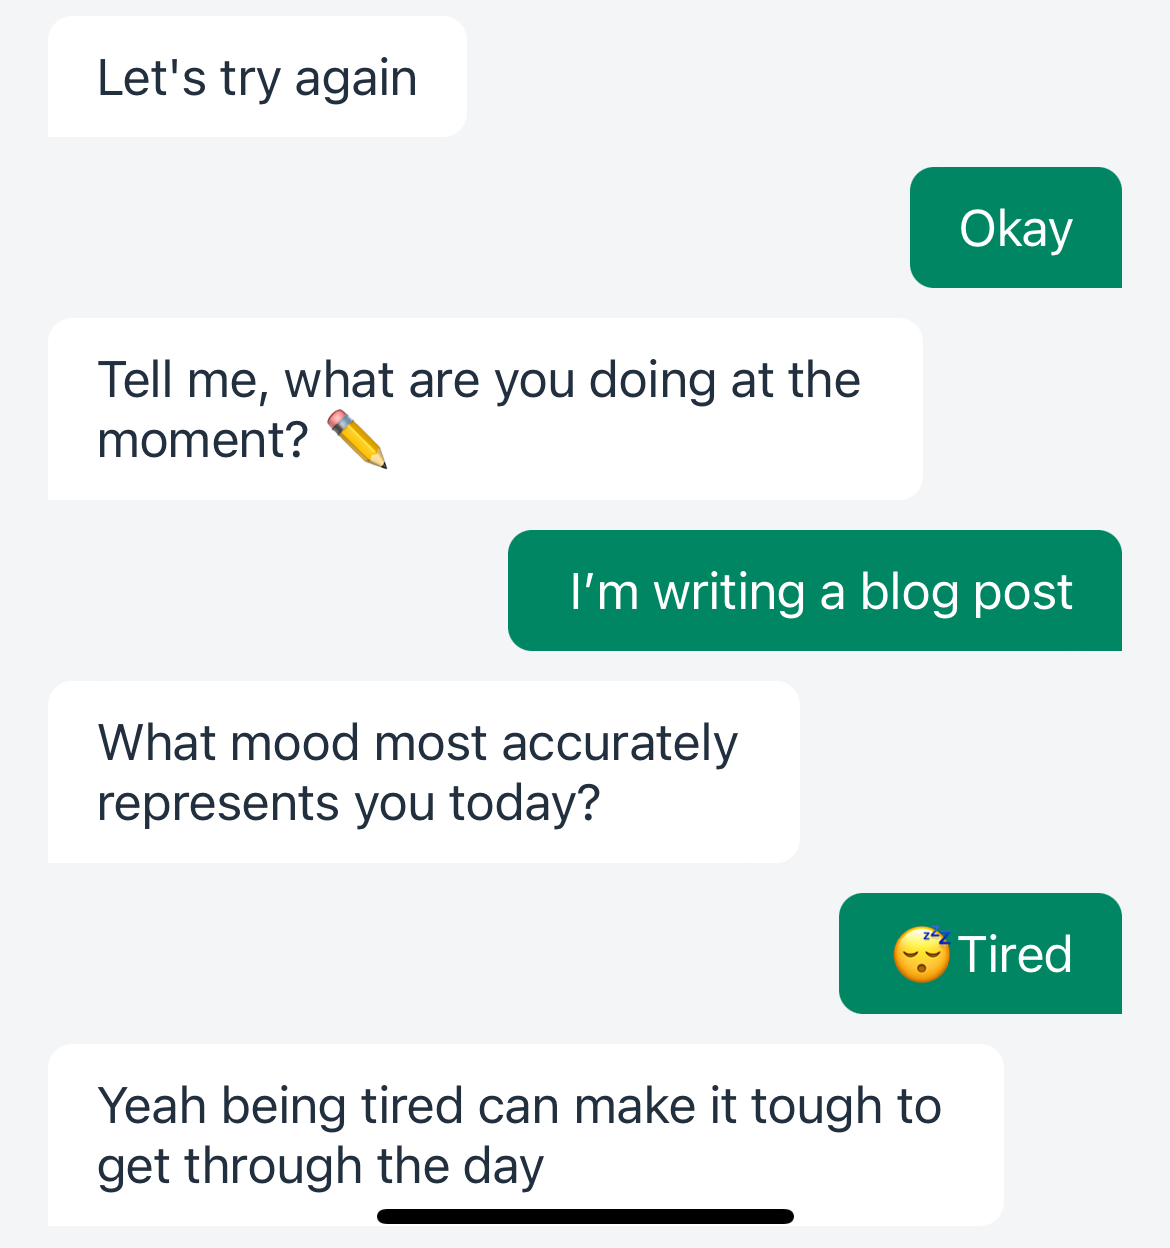 Let's try again
Okay
Tell me, what are you doing at the
moment? ✏️
I’m writing a blog post
What mood most accurately
represents you today?
😴Tired
Yeah being tired can make it tough to
get through the day